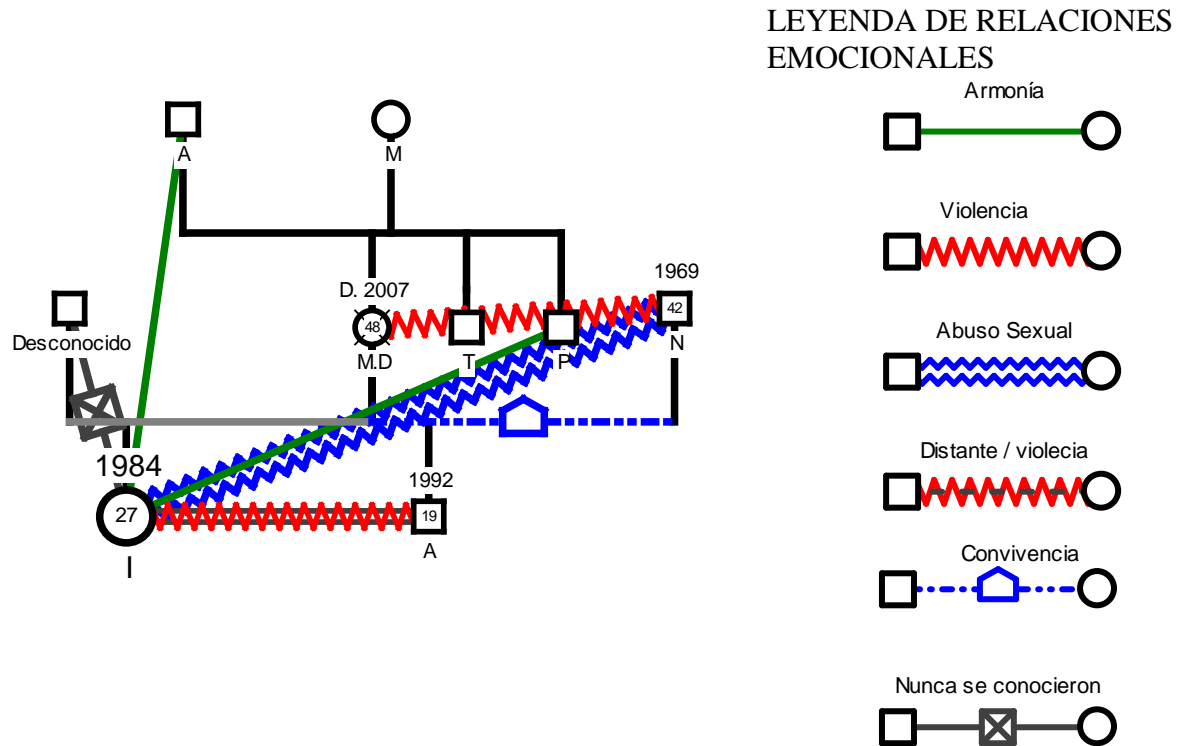 LEYENDA DE RELACIONES
EMOCIONALES
Armonía
A
M
Violencia
1969
D. 2007
42
48
Desconocido
M.D
T
P
N
Abuso Sexual
1984
1992
Distante / violecia
27
19
I
A
Convivencia
Nunca se conocieron